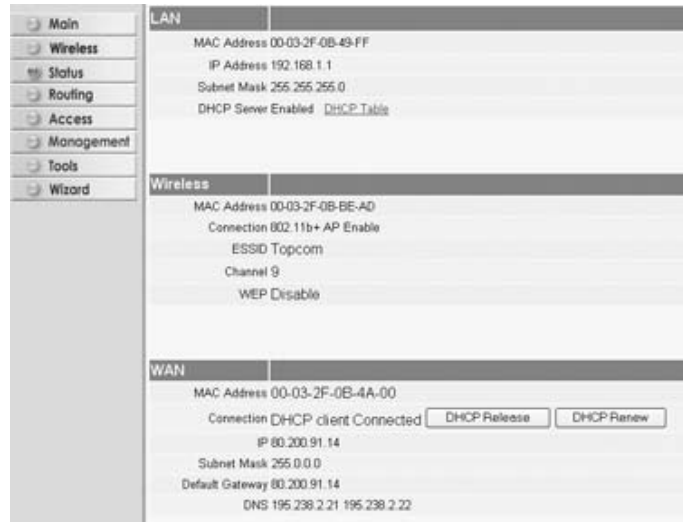 Main
Wireless
Status
Routing
Access
Management
Tools
Wizard
LAN
MAC Address 00-03-2F-0B-49-FF
IP Address 192.168.1.1
Subnet Mask 255.255.255.0
DHCP Server Enabled DHCP Table
Wireless
MAC Address 00-03-2F-0B-BE-AD
Connection 802.11b+ AP Enable
ESSID Topcom
Channel 9
WEP Disable
WAN
MAC Address 00-03-2F-0B-4A-00
Connection DHCP client Connected DHCP Release DHCP Renew
IP 80.200.91.14
Subnet Mask 255.0.0.0
Default Gateway 80.200.91.14
DNS 195.238.2.21 195.238.2.22